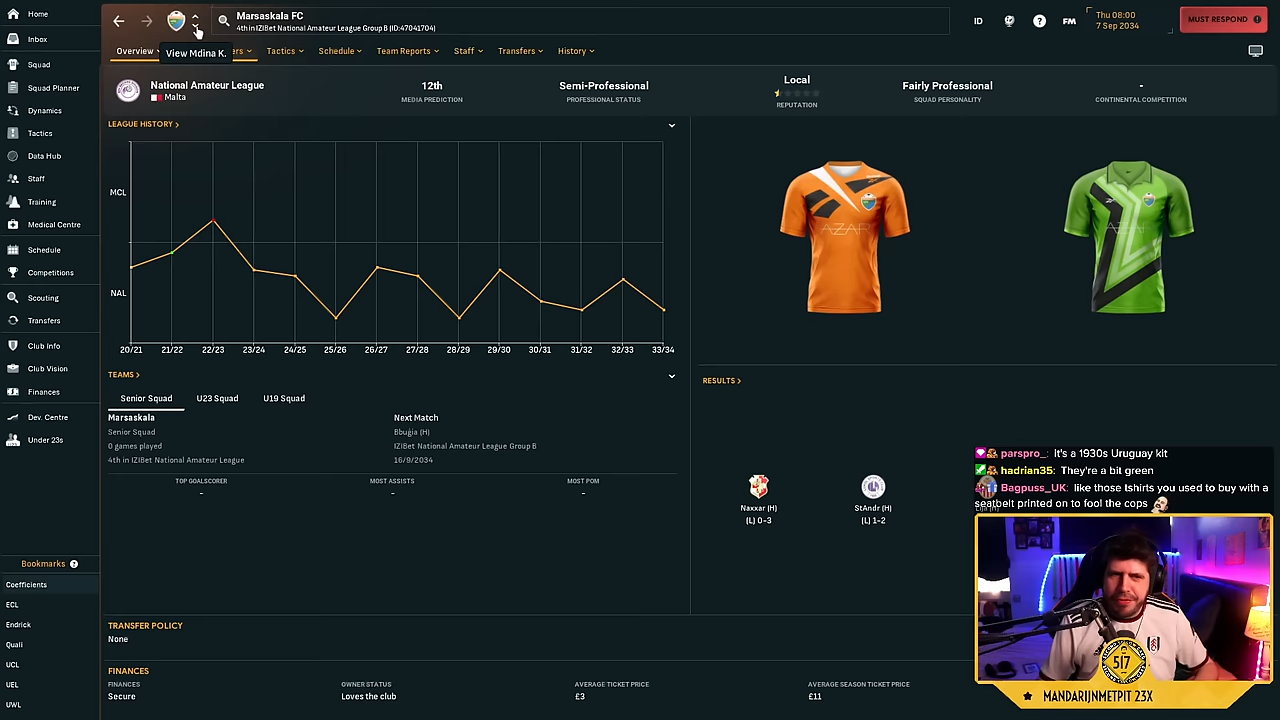 Home
Inbox
Squad
Squad Planner
Dynamics
Tactics
Data Hub
Staff
Training
Medical Centre
Schedule
Competitions
Scouting
Transfers
Club Info
Club Vision
Finances
Dev. Centre
Under 23s
Bookmarks ?
Coefficients
ECL
Endrick
Quali
UCL
UEL
UWL
Marsaskala FC
4th in IZIBet National Amateur League Group B (ID:47041704)
ID
?
FM
Thu 08:00
7 Sep 2034
MUST RESPOND
View Mdina K.
Overview
ers
Tactics
Schedule
Team Reports
Staff
Transfers
History
National Amateur League
Malta
12th
MEDIA PREDICTION
Semi-Professional
PROFESSIONAL STATUS
Local
REPUTATION
Fairly Professional
SQUAD PERSONALITY
-
CONTINENTAL COMPETITION
LEAGUE HISTORY >
MCL
NAL
20/21 21/22 22/23 23/24 24/25 25/26 26/27 27/28 28/29 29/30 30/31 31/32 32/33 33/34
AZAR
TEAMS >
Senior Squad U23 Squad U19 Squad
Marsaskala
Senior Squad
0 games played
4th in IZIBet National Amateur League
Next Match
Bbuġia (H)
IZIBet National Amateur League Group B
16/9/2034
TOP GOALSCORER
-
MOST ASSISTS
-
MOST POM
-
RESULTS >
Naxxar (H)
(L) 0-3
StAndr (H)
(L) 1-2
TRANSFER POLICY
None
FINANCES
FINANCES
Secure
OWNER STATUS
Loves the club
AVERAGE TICKET PRICE
£3
AVERAGE SEASON TICKET PRICE
£11
parspro_: It's a 1930s Uruguay kit
hadrian35: They're a bit green
Bagpuss_UK: like those tshirts you used to buy with a
seatbelt printed on to fool the cops
517
MANDARIJNMETPIT 23X